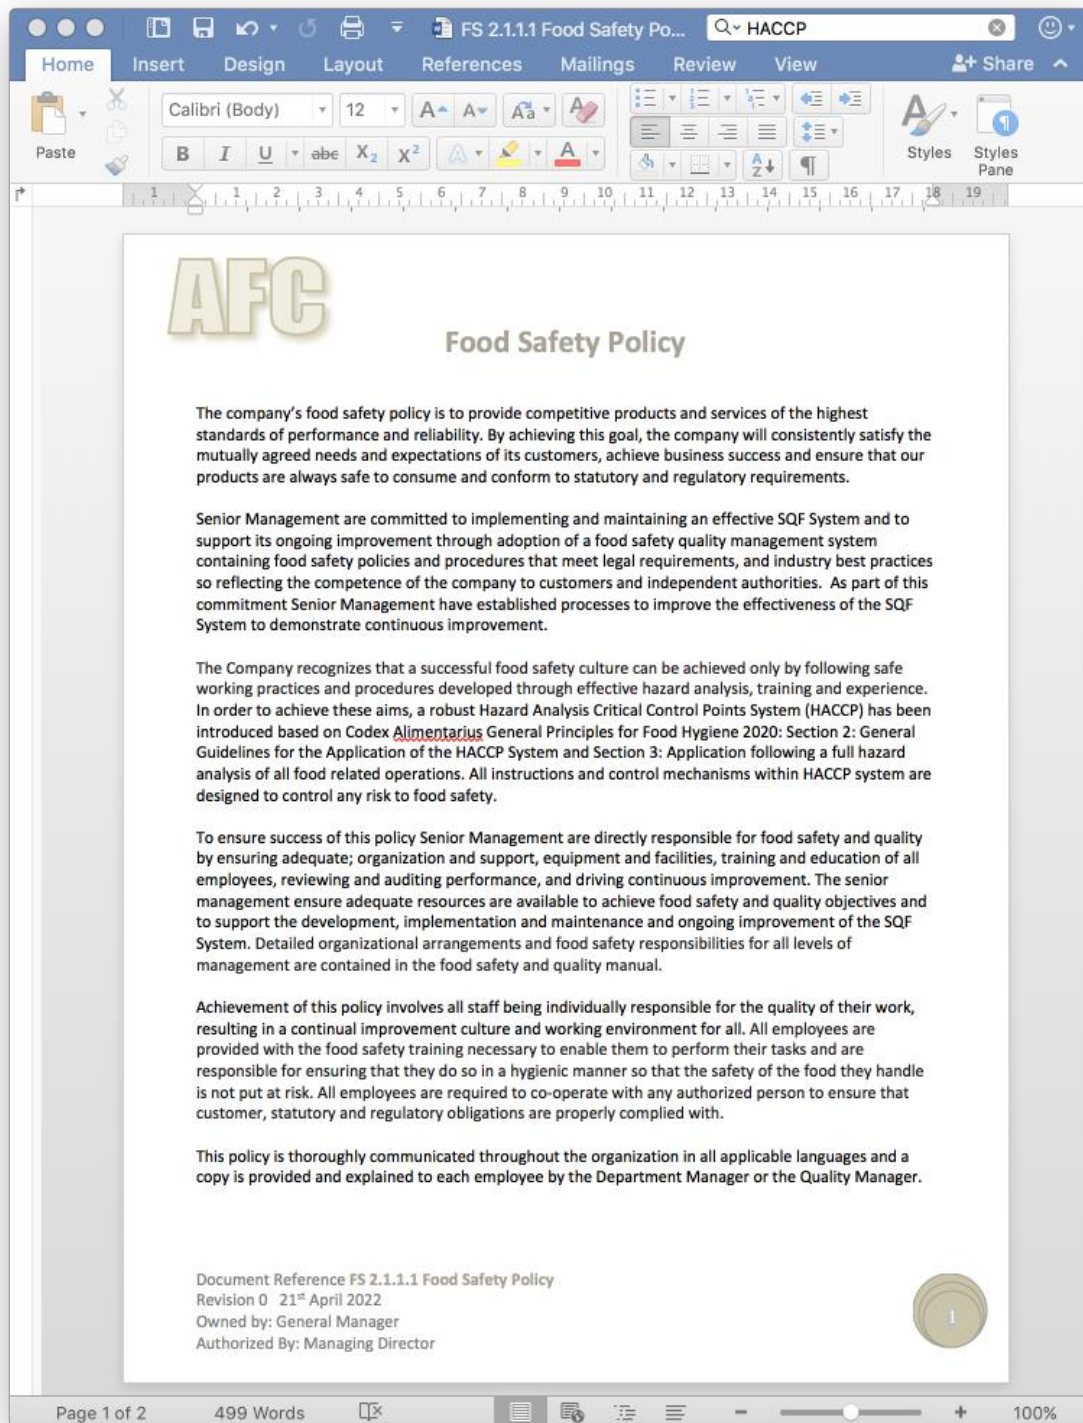 FS 2.1.1.1 Food Safety Po...
HACCP
Home Insert Design Layout References Mailings Review View Share
Paste
Calibri (Body) 12
Styles
Styles Pane
1 1 2 3 4 5 6 7 8 9 10 11 12 13 14 15 16 17 18 19
AFC
Food Safety Policy
The company's food safety policy is to provide competitive products and services of the highest
standards of performance and reliability. By achieving this goal, the company will consistently satisfy the
mutually agreed needs and expectations of its customers, achieve business success and ensure that our
products are always safe to consume and conform to statutory and regulatory requirements.
Senior Management are committed to implementing and maintaining an effective SQF System and to
support its ongoing improvement through adoption of a food safety quality management system
containing food safety policies and procedures that meet legal requirements, and industry best practices
so reflecting the competence of the company to customers and independent authorities.  As part of this
commitment Senior Management have established processes to improve the effectiveness of the SQF
System to demonstrate continuous improvement.
The Company recognizes that a successful food safety culture can be achieved only by following safe
working practices and procedures developed through effective hazard analysis, training and experience.
In order to achieve these aims, a robust Hazard Analysis Critical Control Points System (HACCP) has been
introduced based on Codex Alimentarius General Principles for Food Hygiene 2020: Section 2: General
Guidelines for the Application of the HACCP System and Section 3: Application following a full hazard
analysis of all food related operations. All instructions and control mechanisms within HACCP system are
designed to control any risk to food safety.
To ensure success of this policy Senior Management are directly responsible for food safety and quality
by ensuring adequate; organization and support, equipment and facilities, training and education of all
employees, reviewing and auditing performance, and driving continuous improvement. The senior
management ensure adequate resources are available to achieve food safety and quality objectives and
to support the development, implementation and maintenance and ongoing improvement of the SQF
System. Detailed organizational arrangements and food safety responsibilities for all levels of
management are contained in the food safety and quality manual.
Achievement of this policy involves all staff being individually responsible for the quality of their work,
resulting in a continual improvement culture and working environment for all. All employees are
provided with the food safety training necessary to enable them to perform their tasks and are
responsible for ensuring that they do so in a hygienic manner so that the safety of the food they handle
is not put at risk. All employees are required to co-operate with any authorized person to ensure that
customer, statutory and regulatory obligations are properly complied with.
This policy is thoroughly communicated throughout the organization in all applicable languages and a
copy is provided and explained to each employee by the Department Manager or the Quality Manager.
Document Reference FS 2.1.1.1 Food Safety Policy
Revision 0   21st April 2022
Owned by: General Manager
Authorized By: Managing Director
1
Page 1 of 2 499 Words 100%